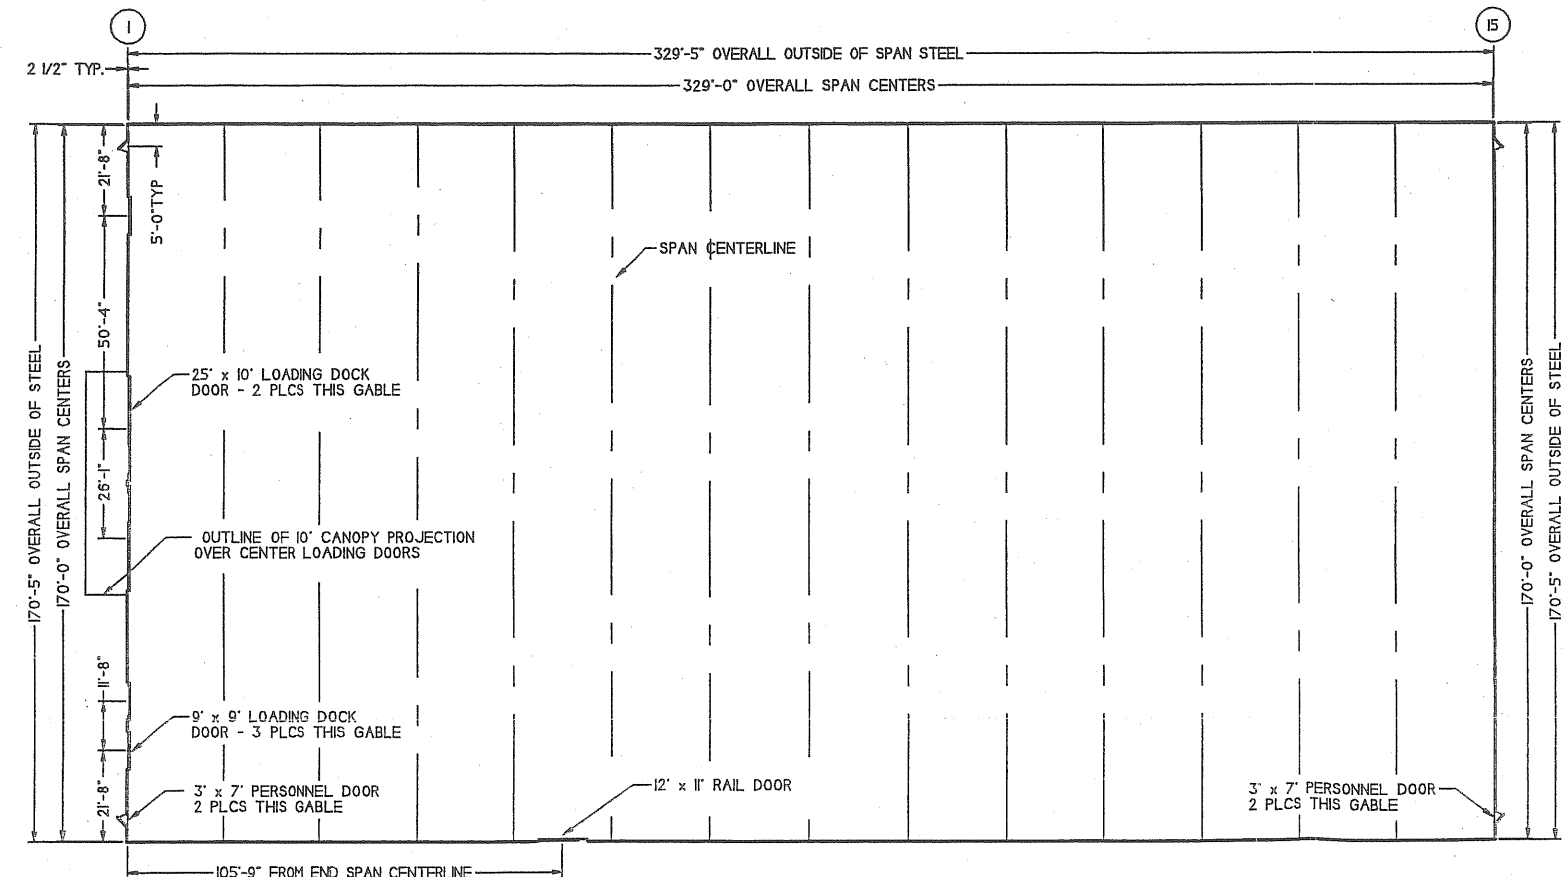 1
15
329'-5" OVERALL OUTSIDE OF SPAN STEEL
2 1/2" TYP.
329'-0" OVERALL SPAN CENTERS
21'-8"
5'-0"TYP
SPAN CENTERLINE
50'-4"
25' x 10' LOADING DOCK
DOOR - 2 PLCS THIS GABLE
170'-5" OVERALL OUTSIDE OF STEEL
170'-0" OVERALL SPAN CENTERS
26'-1"
OUTLINE OF 10' CANOPY PROJECTION
OVER CENTER LOADING DOORS
170'-0" OVERALL SPAN CENTERS
170'-5" OVERALL OUTSIDE OF STEEL
11'-8"
9' x 9' LOADING DOCK
DOOR - 3 PLCS THIS GABLE
21'-8"
3' x 7' PERSONNEL DOOR
2 PLCS THIS GABLE
12' x 11' RAIL DOOR
3' x 7' PERSONNEL DOOR
2 PLCS THIS GABLE
105'-9" FROM END SPAN CENTERLINE